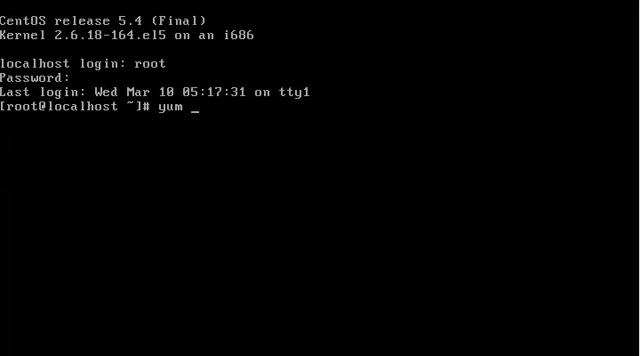 CentOS release 5.4 (Final)
Kernel 2.6.18-164.el5 on an i686
localhost login: root
Password:
Last login: Wed Mar 10 05:17:31 on tty1
[root@localhost ~]# yum _